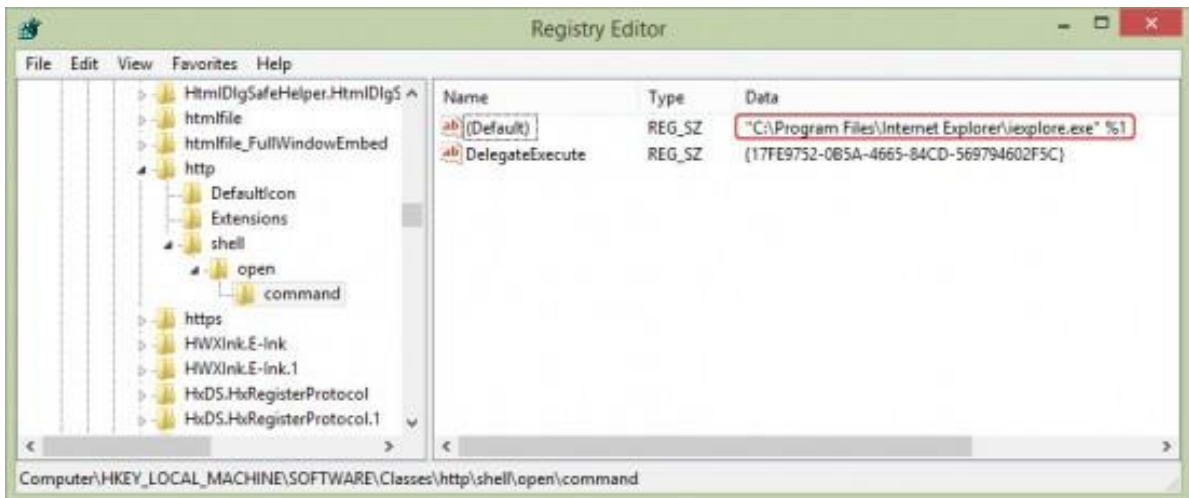 Registry Editor
File Edit View Favorites Help
HtmlDlgSafeHelper.HtmlDlgS
htmlfile
htmlfile_FullWindowEmbed
http
DefaultIcon
Extensions
shell
open
command
https
HWXInk.E-Ink
HWXInk.E-Ink.1
HxDS.HxRegisterProtocol
HxDS.HxRegisterProtocol.1
Name Type Data
ab (Default) REG_SZ "C:\Program Files\Internet Explorer\iexplore.exe" %1
ab DelegateExecute REG_SZ {17FE9752-0B5A-4665-84CD-569794602F5C}
Computer\HKEY_LOCAL_MACHINE\SOFTWARE\Classes\http\shell\open\command